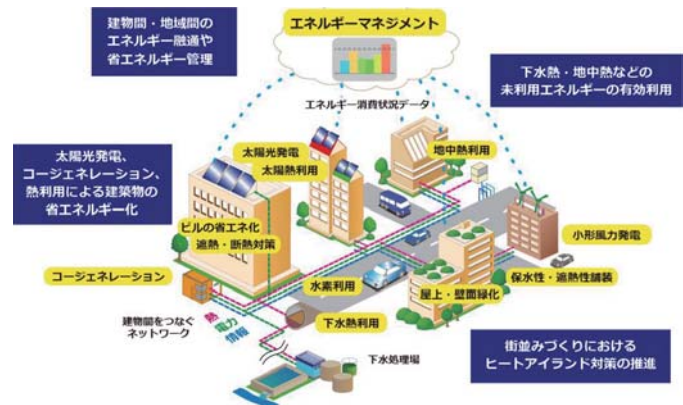 建物間・地域間の
エネルギー融通や
省エネルギー管理
エネルギーマネジメント
エネルギー消費状況データ
下水熱・地中熱などの
未利用エネルギーの有効利用
太陽光発電、
コージェネレーション、
熱利用による建築物の
省エネルギー化
太陽光発電
太陽熱利用
地中熱利用
ビルの省エネ化
遮熱・断熱対策
小形風力発電
コージェネレーション
水素利用
屋上・壁面緑化
保水性・遮熱性舗装
建物間をつなぐ
ネットワーク
熱
電力
情報
下水熱利用
下水処理場
街並みづくりにおける
ヒートアイランド対策の推進